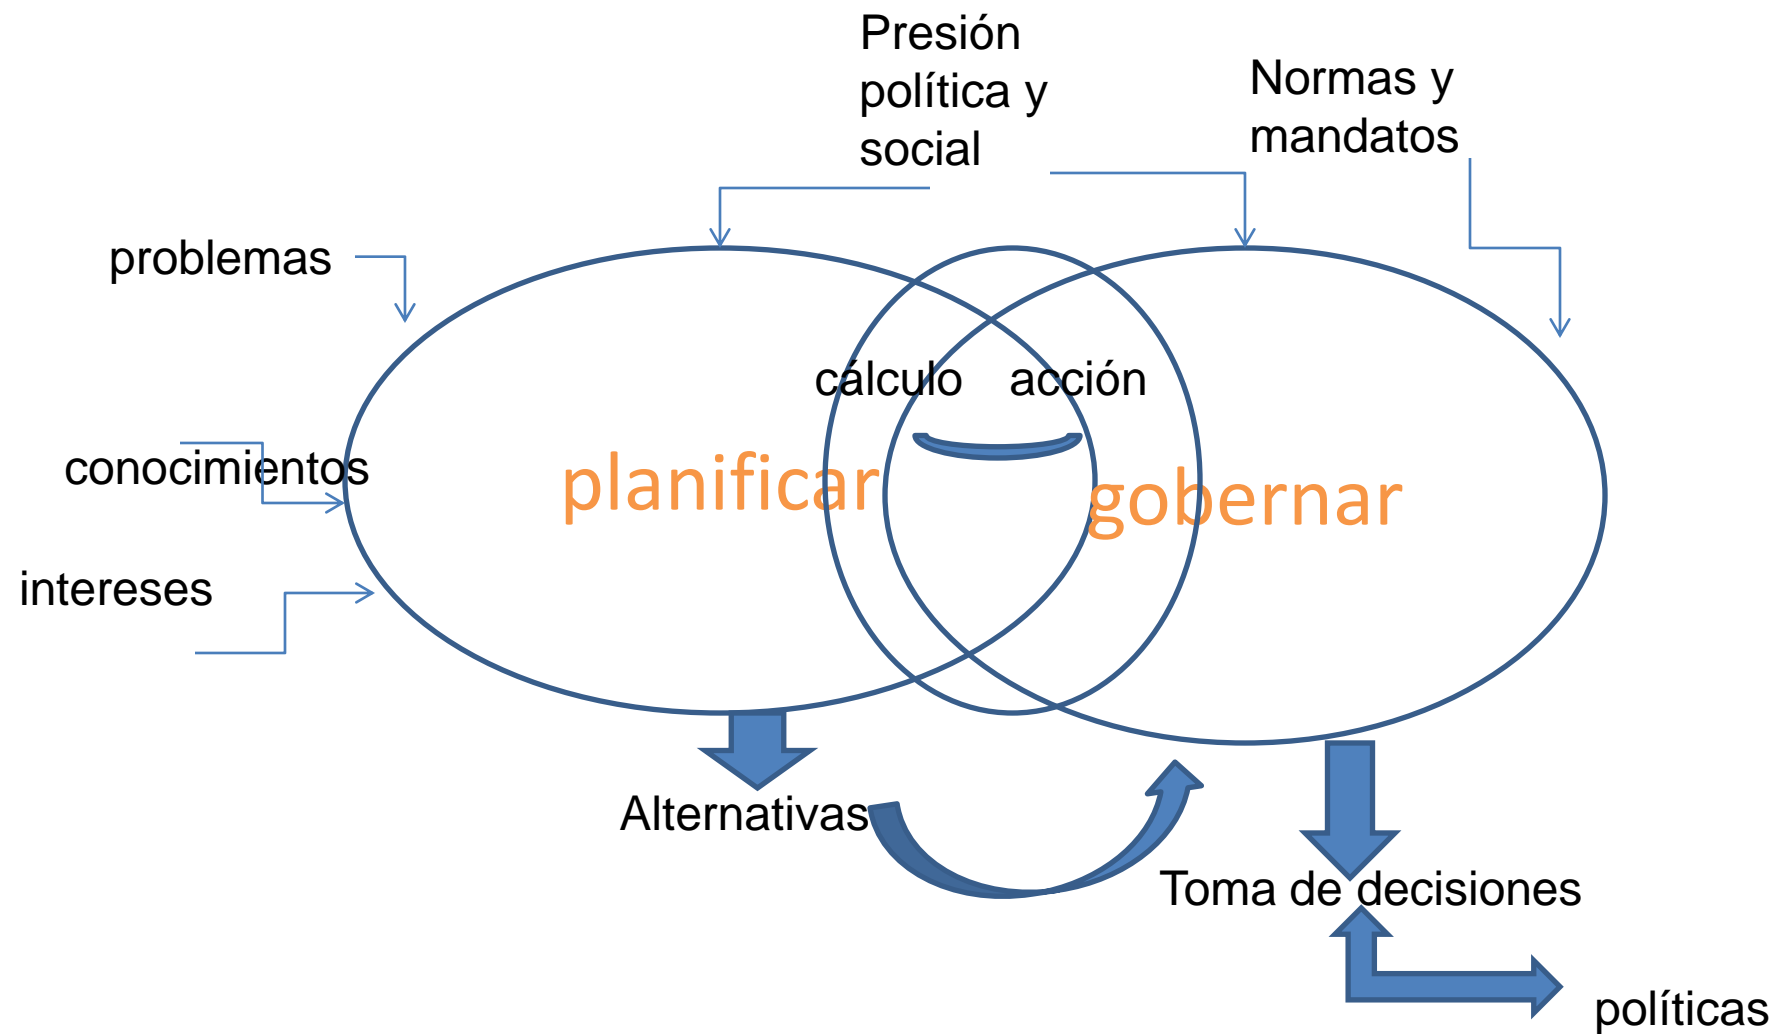 Presión
política y
social
Normas y
mandatos
problemas
cálculo acción
conocimientos
planificar
gobernar
intereses
Alternativas
Toma de decisiones
políticas